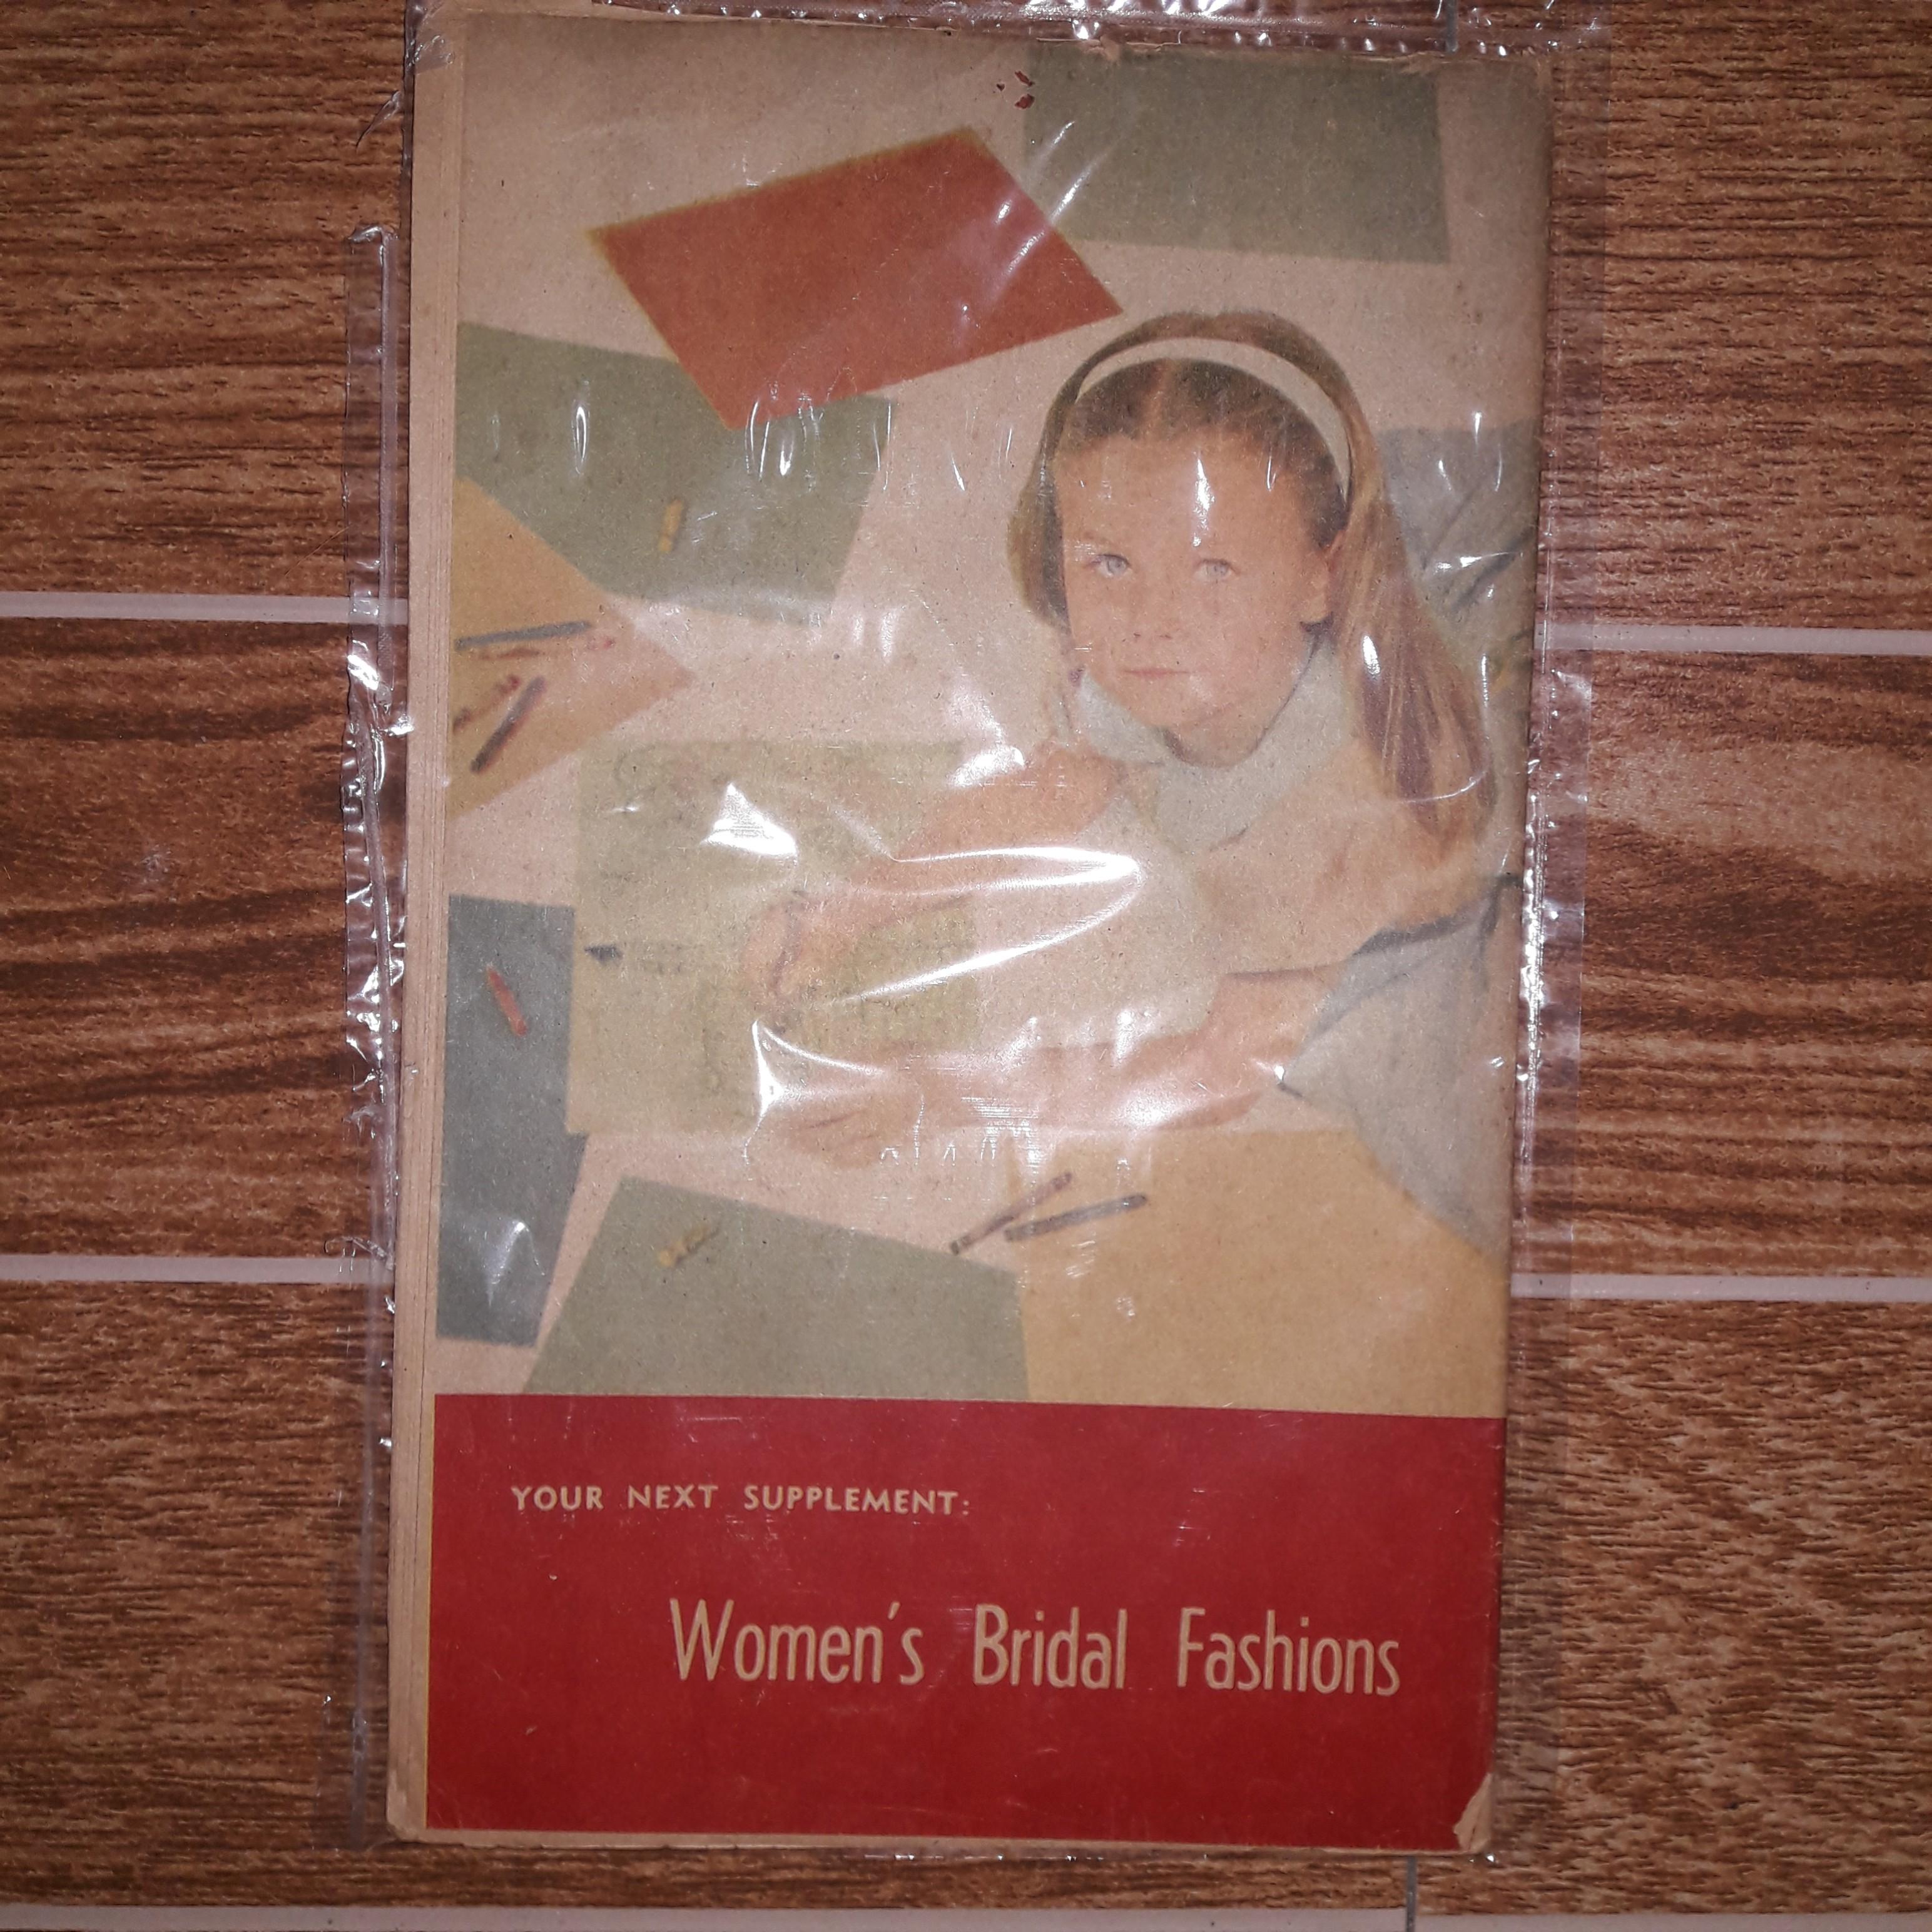 YOUR NEXT SUPPLEMENT:
Women's Bridal Fashions